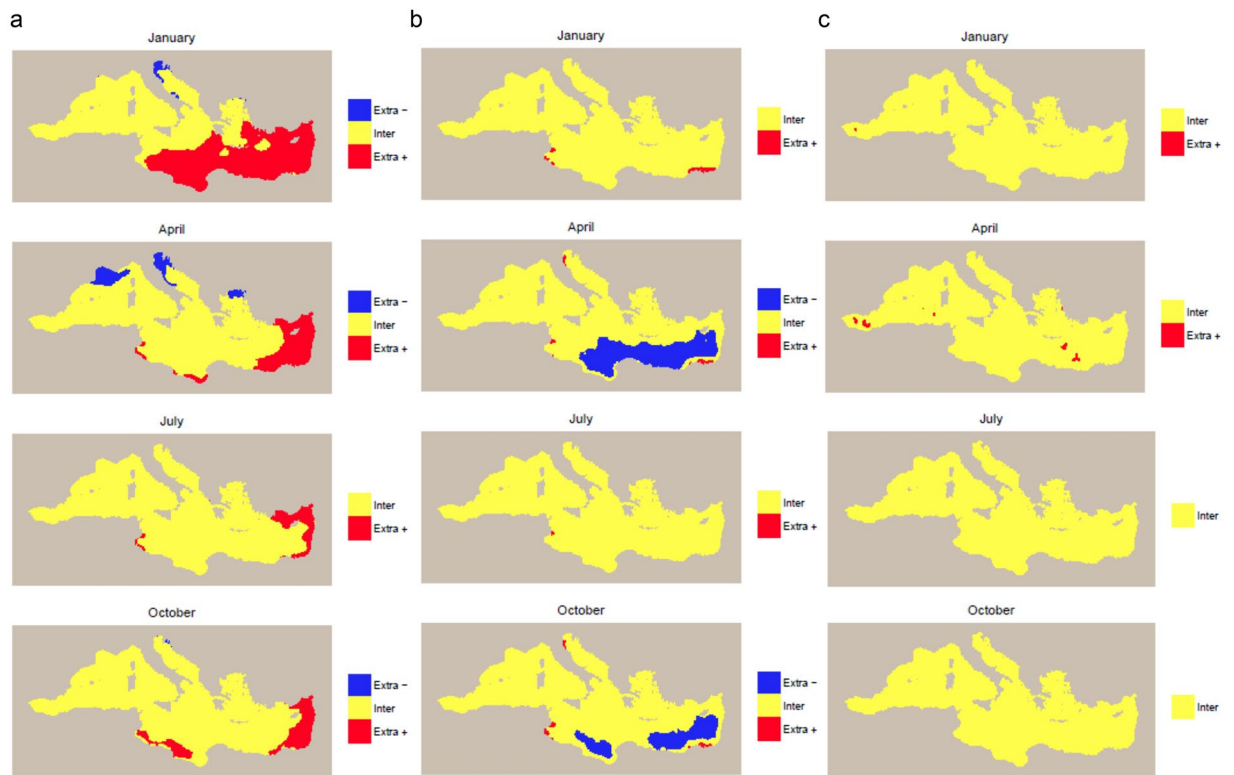 a
January
Extra −
Inter
Extra +
April
Extra −
Inter
Extra +
July
Inter
Extra +
October
Extra −
Inter
Extra +
b
January
Inter
Extra +
April
Extra −
Inter
Extra +
July
Inter
Extra +
October
Extra −
Inter
Extra +
c
January
Inter
Extra +
April
Inter
Extra +
July
Inter
October
Inter